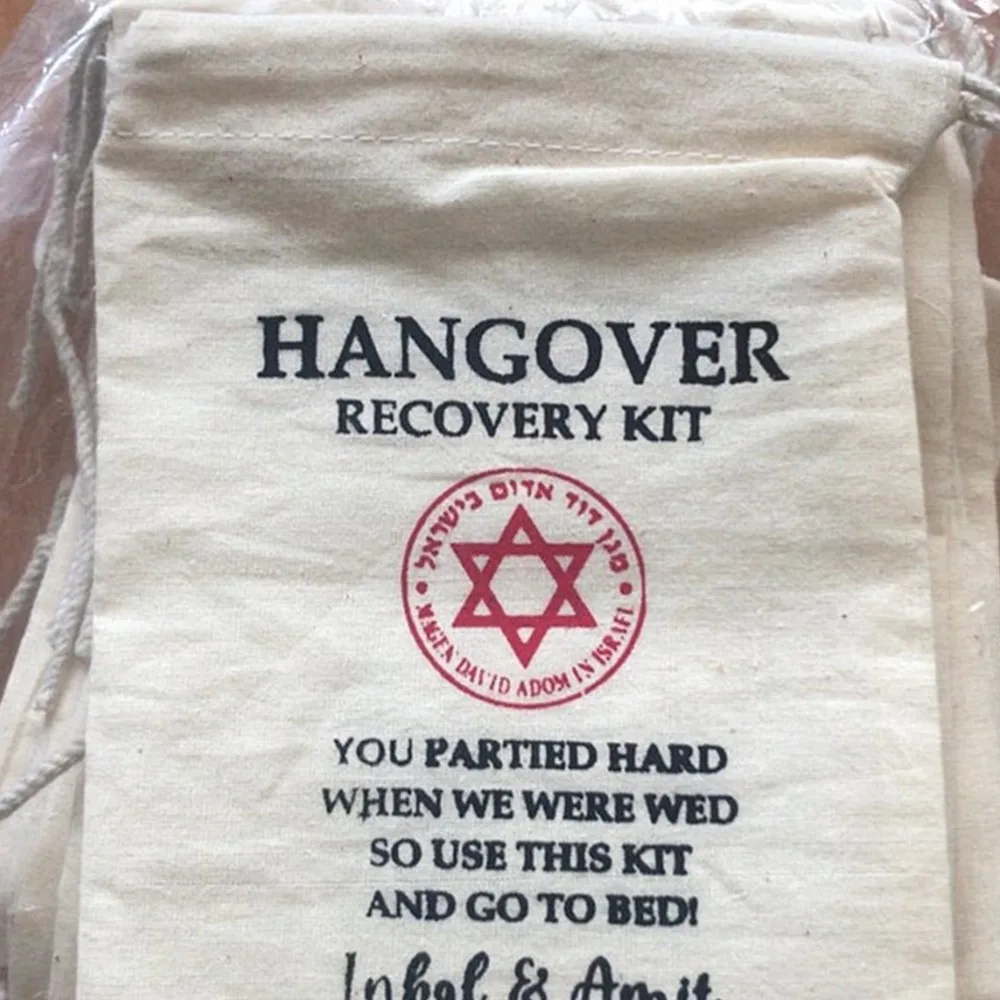 HANGOVER
RECOVERY KIT
מגן דוד אדום בישראל
MAGEN DAVID ADOM IN ISRAEL
YOU PARTIED HARD
WHEN WE WERE WED
SO USE THIS KIT
AND GO TO BED!
& Amit